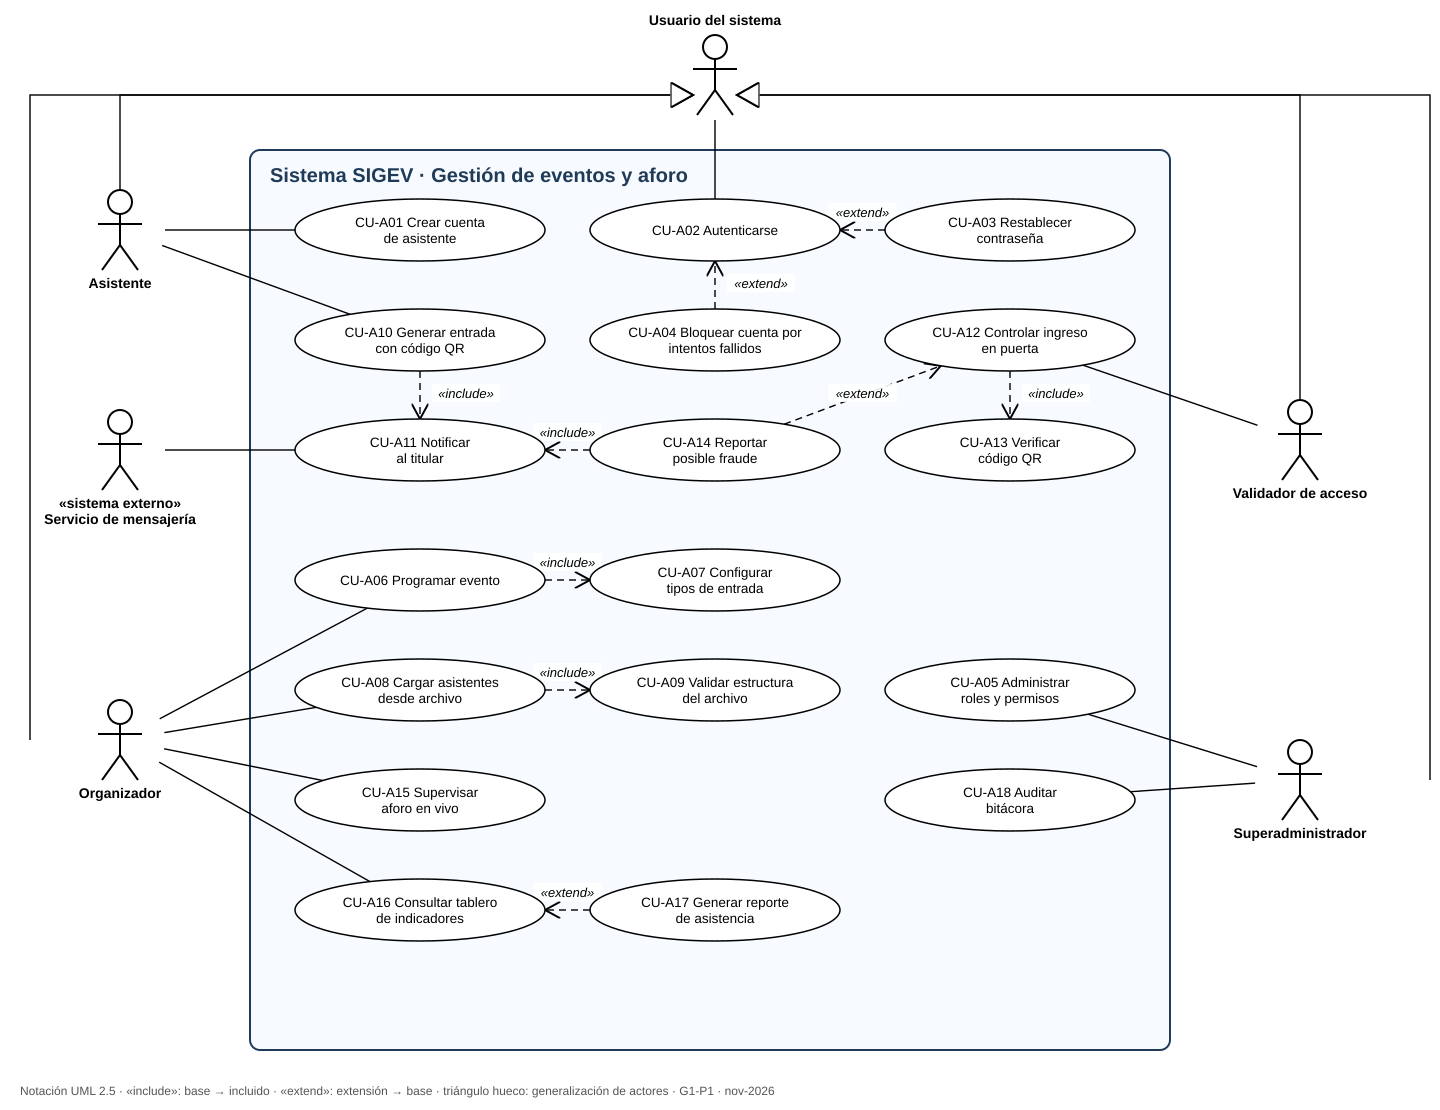 Usuario del sistema
Sistema SIGEV · Gestión de eventos y aforo
CU-A01 Crear cuenta
de asistente
CU-A02 Autenticarse
«extend»
CU-A03 Restablecer
contraseña
Asistente
«extend»
CU-A10 Generar entrada
con código QR
CU-A04 Bloquear cuenta por
intentos fallidos
CU-A12 Controlar ingreso
en puerta
«include»
«extend»
«include»
CU-A11 Notificar
al titular
«include»
CU-A14 Reportar
posible fraude
CU-A13 Verificar
código QR
«sistema externo»
Servicio de mensajería
Validador de acceso
CU-A06 Programar evento
«include»
CU-A07 Configurar
tipos de entrada
CU-A08 Cargar asistentes
desde archivo
«include»
CU-A09 Validar estructura
del archivo
CU-A05 Administrar
roles y permisos
Organizador
CU-A15 Supervisar
aforo en vivo
CU-A18 Auditar
bitácora
Superadministrador
CU-A16 Consultar tablero
de indicadores
«extend»
CU-A17 Generar reporte
de asistencia
Notación UML 2.5 · «include»: base → incluido · «extend»: extensión → base · triángulo hueco: generalización de actores · G1-P1 · nov-2026